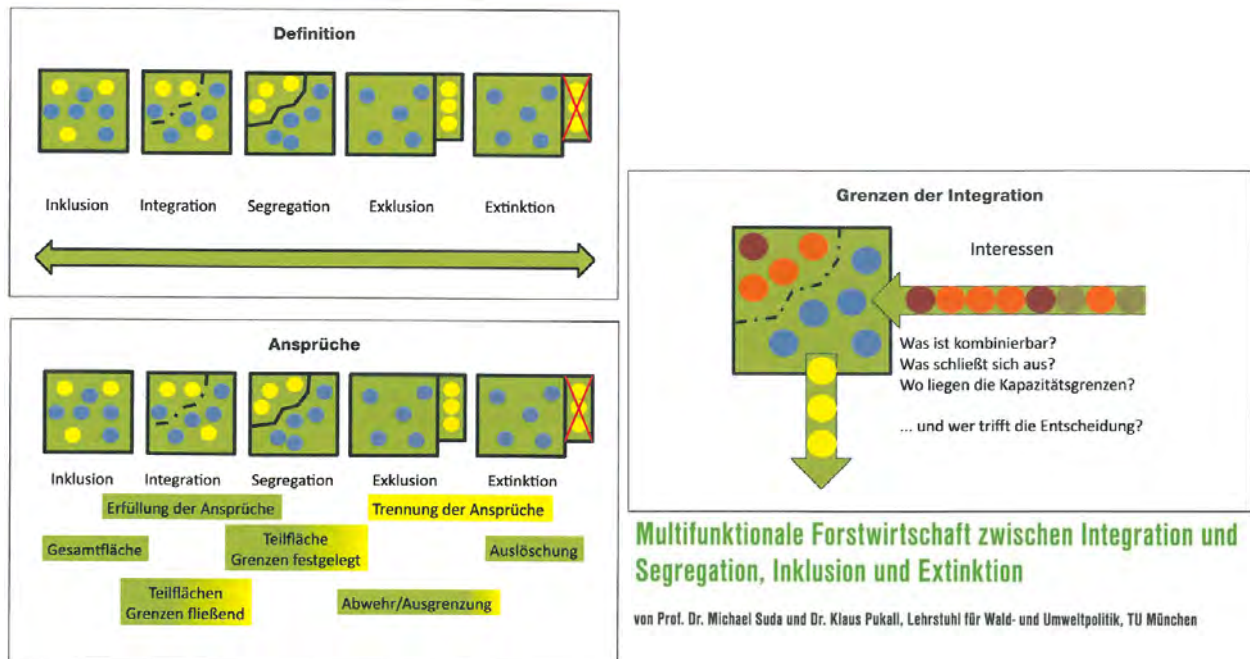 Definition
Inklusion Integration Segregation Exklusion Extinktion
Ansprüche
Inklusion Integration Segregation Exklusion Extinktion
Erfüllung der Ansprüche
Trennung der Ansprüche
Gesamtfläche
Teilfläche
Grenzen festgelegt
Auslöschung
Teilflächen
Grenzen fließend
Abwehr/Ausgrenzung
Grenzen der Integration
Interessen
Was ist kombinierbar?
Was schließt sich aus?
Wo liegen die Kapazitätsgrenzen?
... und wer trifft die Entscheidung?
Multifunktionale Forstwirtschaft zwischen Integration und
Segregation, Inklusion und Extinktion
von Prof. Dr. Michael Suda und Dr. Klaus Pukall, Lehrstuhl für Wald- und Umweltpolitik, TU München